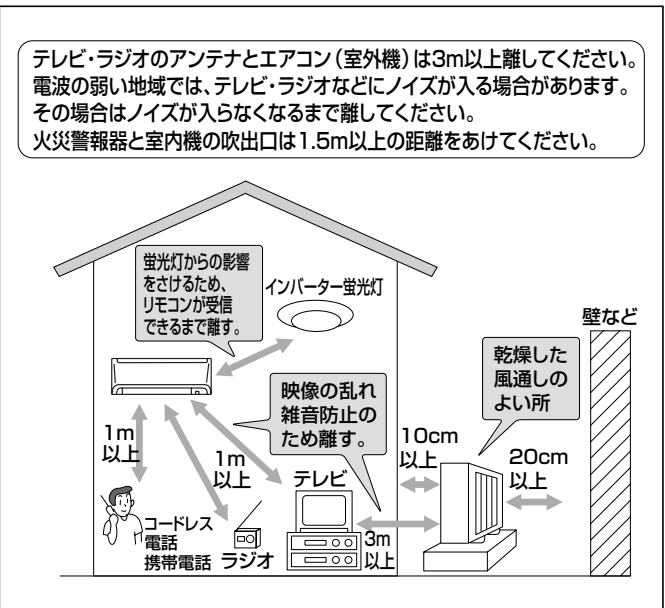 テレビ・ラジオのアンテナとエアコン（室外機）は3m以上離してください。
電波の弱い地域では、テレビ・ラジオなどにノイズが入る場合があります。
その場合はノイズが入らなくなるまで離してください。
火災警報器と室内機の吹出口は1.5m以上の距離をあけてください。
蛍光灯からの影響
をさけるため、
リモコンが受信
できるまで離す。
インバーター蛍光灯
壁など
乾燥した
風通しの
よい所
映像の乱れ
雑音防止の
ため離す。
1m
以上
1m
以上
テレビ
10cm
以上
20cm
以上
コードレス
電話
携帯電話
ラジオ
3m
以上